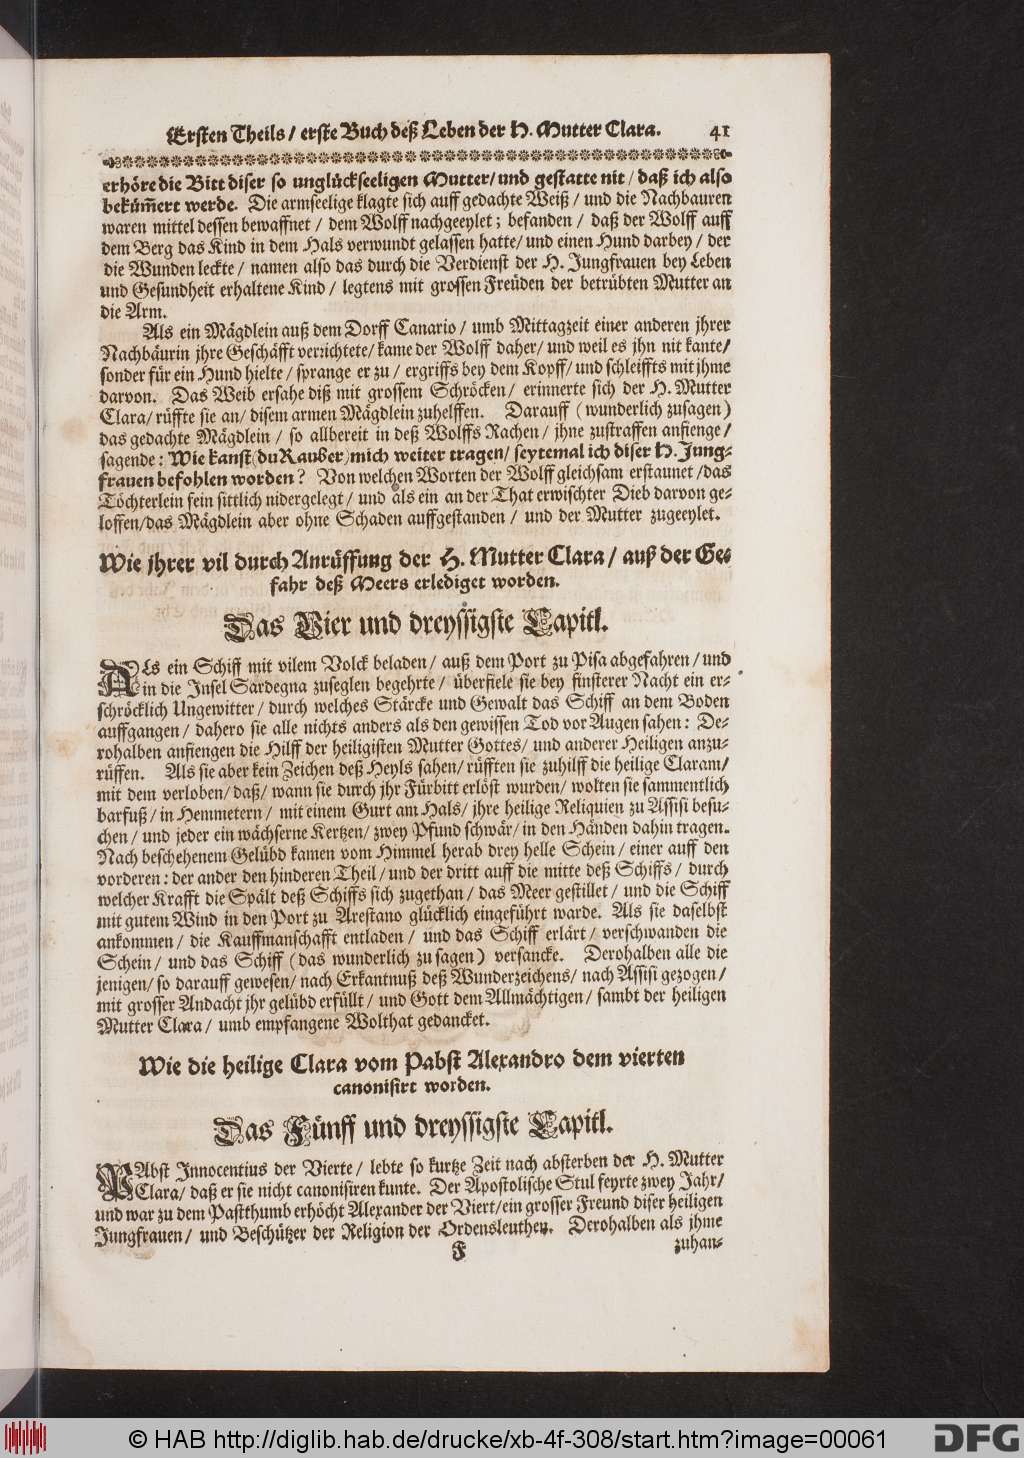 Ersten Theils / erste Buch deß Leben der H. Mutter Clara. 41
erhöre die Bitt diser so unglückseeligen Mutter / und gestatte nit / daß ich also
bekům̃ert werde. Die armseelige klagte sich auff gedachte Weiß / und die Nachbauren
waren mittel dessen bewaffnet / dem Wolff nachgeeylet; befanden / daß der Wolff auff
dem Berg das Kind in dem Hals verwundt gelassen hatte / und einen Hund darbey / der
die Wunden leckte / namen also das durch die Verdienst der H. Jungfrauen bey Leben
und Gesundheit erhaltene Kind / legtens mit grossen Freüden der betrübten Mutter an
die Arm.
Als ein Mägdlein auß dem Dorff Canario / umb Mittagzeit einer anderen jhrer
Nachbäurin jhre Geschäfft verrichtete / kame der Wolff daher / und weil es jhn nit kante /
sonder für ein Hund hielte / sprange er zu / ergriffs bey dem Kopff / und schleiffts mit jhme
darvon. Das Weib ersahe diß mit grossem Schröcken / erinnerte sich der H. Mutter
Clara / rüffte sie an / disem armen Mägdlein zuhelffen. Darauff (wunderlich zusagen)
das gedachte Mägdlein / so allbereit in deß Wolffs Rachen / jhne zustraffen anfienge /
sagende: Wie kanst (du Rauber) mich weiter tragen / seytemal ich diser H. Jung-
frauen befohlen worden? Von welchen Worten der Wolff gleichsam erstaunet / das
Töchterlein fein sittlich nidergelegt / und als ein an der That erwischter Dieb darvon ge-
loffen / das Mägdlein aber ohne Schaden auffgestanden / und der Mutter zugeeylet.
Wie jhrer vil durch Anrüffung der H. Mutter Clara / auß der Ge-
fahr deß Meers erlediget worden.
Das Vier und dreyssigste Capitl.
ALs ein Schiff mit vilem Volck beladen / auß dem Port zu Pisa abgefahren / und
in die Insel Sardegna zuseglen begehrte / überfiele sie bey finsterer Nacht ein er-
schröcklich Ungewitter / durch welches Stärcke und Gewalt das Schiff an dem Boden
auffgangen / dahero sie alle nichts anders als den gewissen Tod vor Augen sahen: De-
rohalben anfiengen die Hilff der heiligisten Mutter Gottes / und anderer Heiligen anzu-
rüffen. Als sie aber kein Zeichen deß Heyls sahen / rüfften sie zuhilff die heilige Claram /
mit dem verloben / daß / wann sie durch jhr Fürbitt erlöst wurden / wolten sie sammentlich
barfuß / in Hemmetern / mit einem Gurt am Hals / jhre heilige Reliquien zu Assisi besu-
chen / und jeder ein wächserne Kertzen / zwey Pfund schwär / in den Händen dahin tragen.
Nach beschehenem Gelübd kamen vom Himmel herab drey helle Schein / einer auff den
vorderen: der ander den hinderen Theil / und der dritt auff die mitte deß Schiffs / durch
welcher Krafft die Spält deß Schiffs sich zugethan / das Meer gestillet / und die Schiff
mit gutem Wind in den Port zu Arestano glücklich eingeführt warde. Als sie daselbst
ankommen / die Kauffmanschafft entladen / und das Schiff erlärt / verschwanden die
Schein / und das Schiff (das wunderlich zu sagen) versancke. Derohalben alle die
jenigen / so darauff gewesen / nach Erkantnuß deß Wunderzeichens / nach Assisi gezogen /
mit grosser Andacht jhr gelübd erfüllt / und Gott dem Allmächtigen / sambt der heiligen
Mutter Clara / umb empfangene Wolthat gedancket.
Wie die heilige Clara vom Pabst Alexandro dem vierten
canonisirt worden.
Das Fünff und dreyssigste Capitl.
PAbst Innocentius der Vierte / lebte so kurtze Zeit nach absterben der H. Mutter
Clara / daß er sie nicht canonisiren kunte. Der Apostolische Stul feyrte zwey Jahr /
und war zu dem Pastthumb erhöcht Alexander der Viert / ein grosser Freund diser heiligen
Jungfrauen / und Beschützer der Religion der Ordensleuthen. Derohalben als jhme
F zuhan-
© HAB http://diglib.hab.de/drucke/xb-4f-308/start.htm?image=00061
DFG